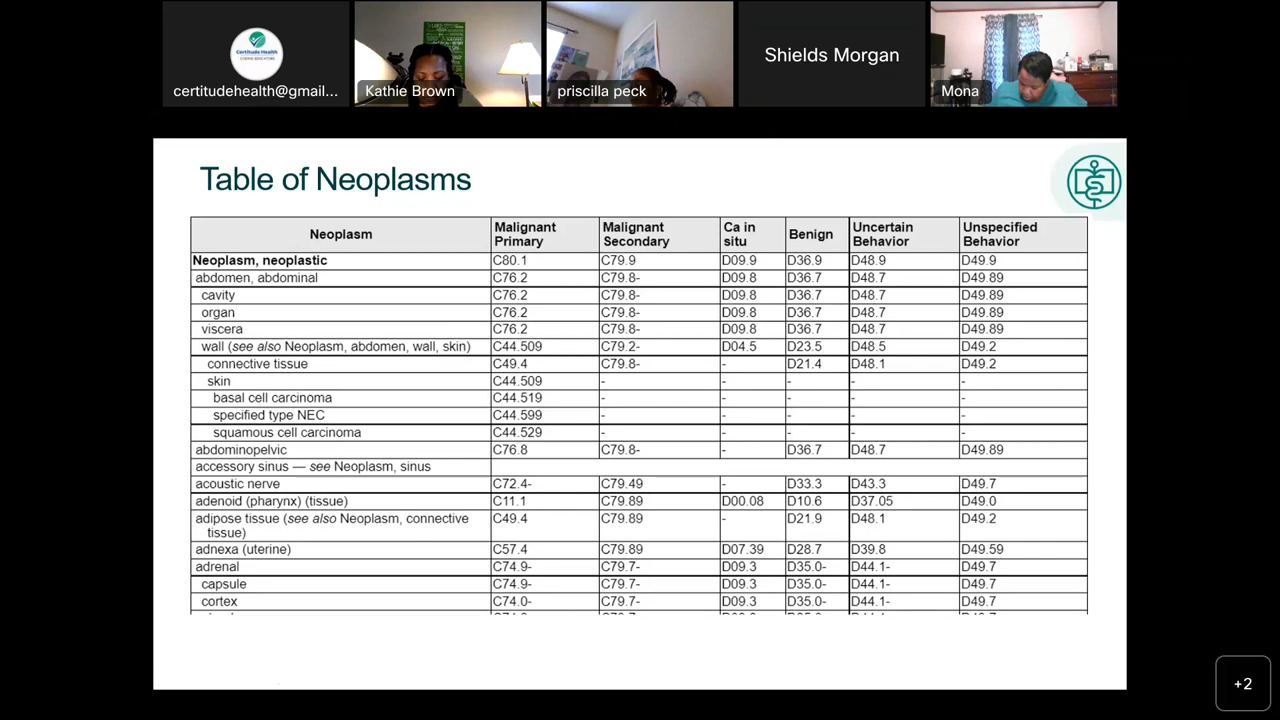 Certitude Health
CODING EDUCATORS
certitudehealth@gmail...
Kathie Brown
priscilla peck
Shields Morgan
Mona
Table of Neoplasms
Neoplasm Malignant Primary Malignant Secondary Ca in situ Benign Uncertain Behavior Unspecified Behavior
Neoplasm, neoplastic C80.1 C79.9 D09.9 D36.9 D48.9 D49.9
abdomen, abdominal C76.2 C79.8- D09.8 D36.7 D48.7 D49.89
cavity C76.2 C79.8- D09.8 D36.7 D48.7 D49.89
organ C76.2 C79.8- D09.8 D36.7 D48.7 D49.89
viscera C76.2 C79.8- D09.8 D36.7 D48.7 D49.89
wall (see also Neoplasm, abdomen, wall, skin) C44.509 C79.2- D04.5 D23.5 D48.5 D49.2
connective tissue C49.4 C79.8- - D21.4 D48.1 D49.2
skin C44.509 - - - - -
basal cell carcinoma C44.519 - - - - -
specified type NEC C44.599 - - - - -
squamous cell carcinoma C44.529 - - - - -
abdominopelvic C76.8 C79.8- - D36.7 D48.7 D49.89
accessory sinus — see Neoplasm, sinus
acoustic nerve C72.4- C79.49 - D33.3 D43.3 D49.7
adenoid (pharynx) (tissue) C11.1 C79.89 D00.08 D10.6 D37.05 D49.0
adipose tissue (see also Neoplasm, connective tissue) C49.4 C79.89 - D21.9 D48.1 D49.2
adnexa (uterine) C57.4 C79.89 D07.39 D28.7 D39.8 D49.59
adrenal C74.9- C79.7- D09.3 D35.0- D44.1- D49.7
capsule C74.9- C79.7- D09.3 D35.0- D44.1- D49.7
cortex C74.0- C79.7- D09.3 D35.0- D44.1- D49.7
+2